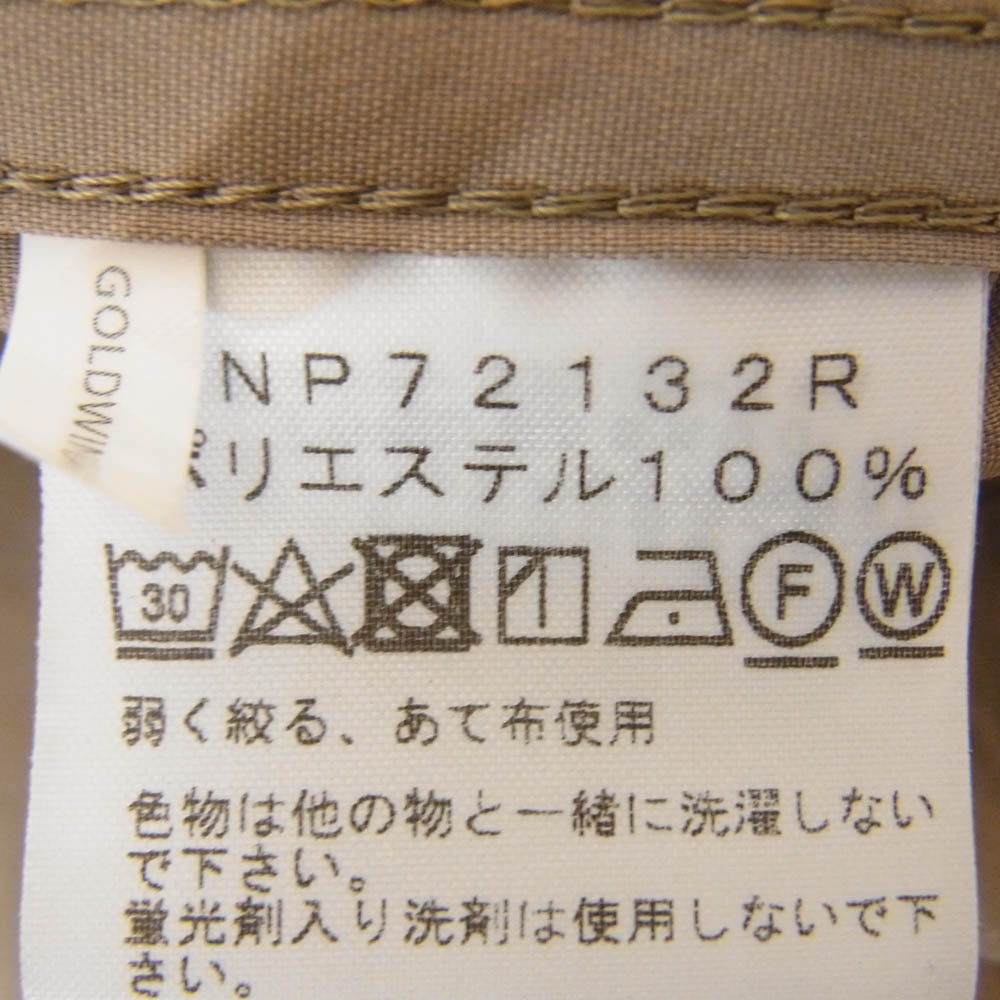 GOLDWIN
NP72132R
ポリエステル100%
30 F W
弱く絞る、あて布使用
色物は他の物と一緒に洗濯しない
で下さい。
蛍光剤入り洗剤は使用しないで下
さい。